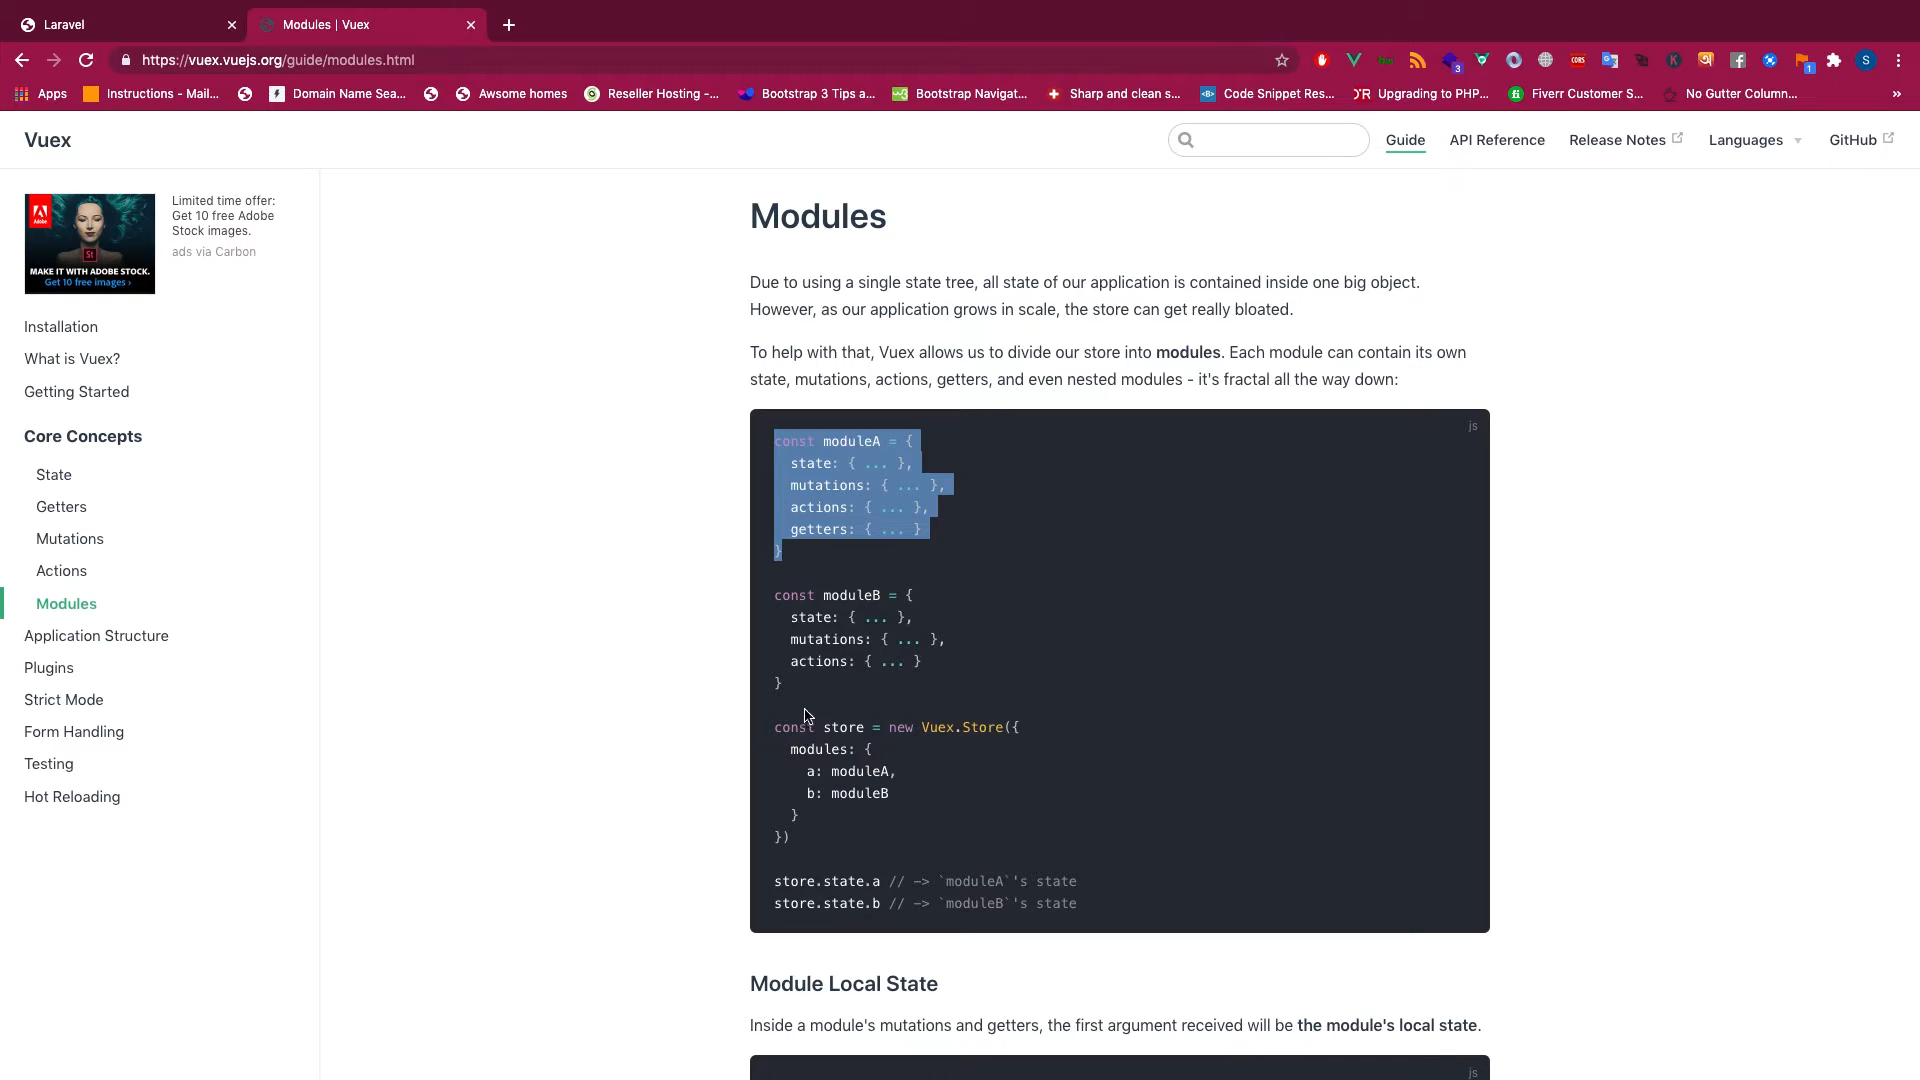 Laravel
Modules | Vuex
https://vuex.vuejs.org/guide/modules.html
Apps
Instructions - Mail...
Domain Name Sea...
Awsome homes
Reseller Hosting -...
Bootstrap 3 Tips a...
Bootstrap Navigat...
Sharp and clean s...
Code Snippet Res...
Upgrading to PHP...
Fiverr Customer S...
No Gutter Column...
»
Vuex
Guide
API Reference
Release Notes
Languages
GitHub
Adobe
St
MAKE IT WITH ADOBE STOCK.
Get 10 free images ›
Limited time offer:
Get 10 free Adobe
Stock images.
ads via Carbon
Installation
What is Vuex?
Getting Started
Core Concepts
State
Getters
Mutations
Actions
Modules
Application Structure
Plugins
Strict Mode
Form Handling
Testing
Hot Reloading
Modules
Due to using a single state tree, all state of our application is contained inside one big object.
However, as our application grows in scale, the store can get really bloated.
To help with that, Vuex allows us to divide our store into modules. Each module can contain its own
state, mutations, actions, getters, and even nested modules - it's fractal all the way down:
js
const moduleA = {
state: { ... },
mutations: { ... },
actions: { ... },
getters: { ... }
}
const moduleB = {
state: { ... },
mutations: { ... },
actions: { ... }
}
const store = new Vuex.Store({
modules: {
a: moduleA,
b: moduleB
}
})
store.state.a // -> `moduleA`'s state
store.state.b // -> `moduleB`'s state
Module Local State
Inside a module's mutations and getters, the first argument received will be the module's local state.
js